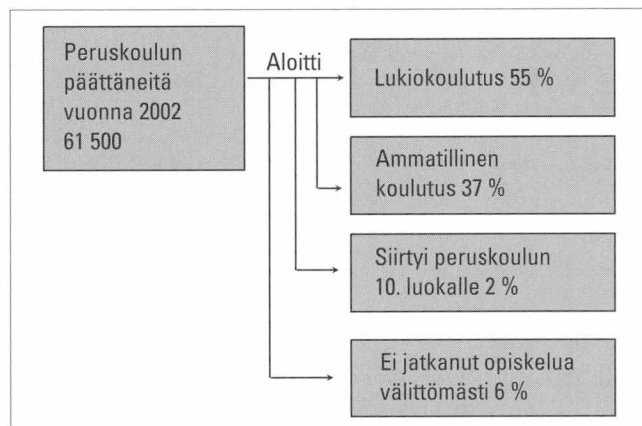 Peruskoulun
päättäneitä
vuonna 2002
61 500
Aloitti
Lukiokoulutus 55 %
Ammatillinen
koulutus 37 %
Siirtyi peruskoulun
10. luokalle 2 %
Ei jatkanut opiskelua
välittömästi 6 %